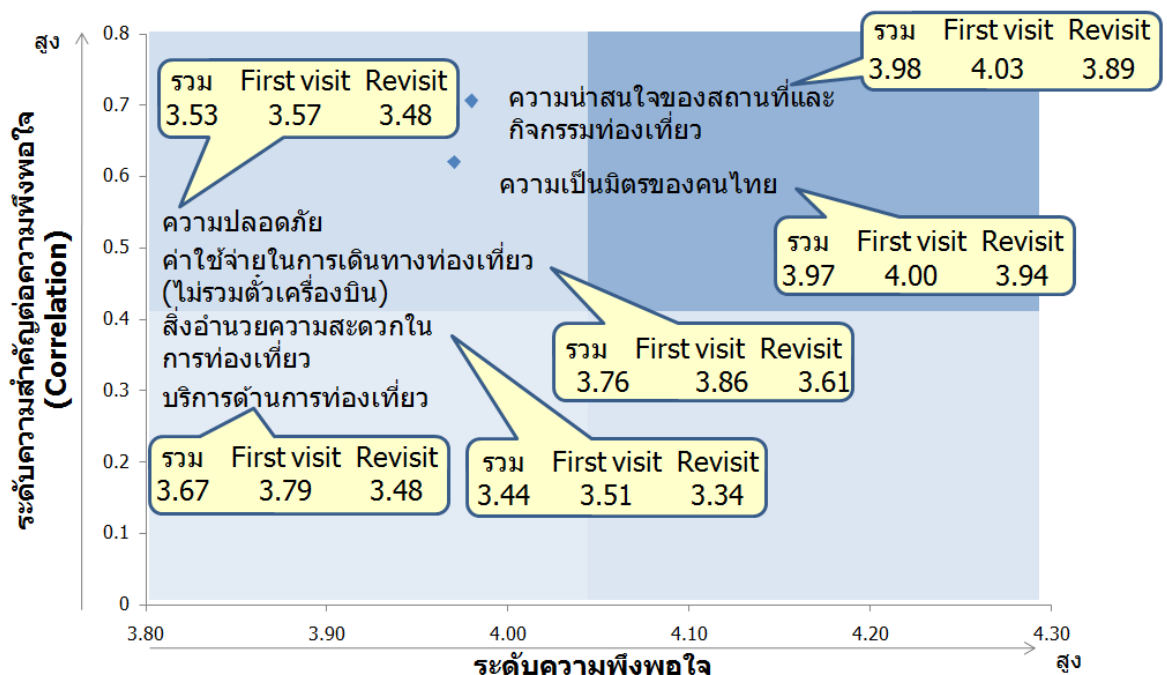 ระดับความสำคัญต่อความพึงพอใจ
(Correlation)
สูง
0.8
0.7
0.6
0.5
0.4
0.3
0.2
0.1
0
รวม First visit Revisit
3.98 4.03 3.89
รวม First visit Revisit
3.53 3.57 3.48
ความน่าสนใจของสถานที่และ
กิจกรรมท่องเที่ยว
ความเป็นมิตรของคนไทย
รวม First visit Revisit
3.97 4.00 3.94
ความปลอดภัย
ค่าใช้จ่ายในการเดินทางท่องเที่ยว
(ไม่รวมตั๋วเครื่องบิน)
สิ่งอำนวยความสะดวกใน
การท่องเที่ยว
บริการด้านการท่องเที่ยว
รวม First visit Revisit
3.76 3.86 3.61
รวม First visit Revisit
3.67 3.79 3.48
รวม First visit Revisit
3.44 3.51 3.34
3.80 3.90 4.00 4.10 4.20 4.30
ระดับความพึงพอใจ
สูง